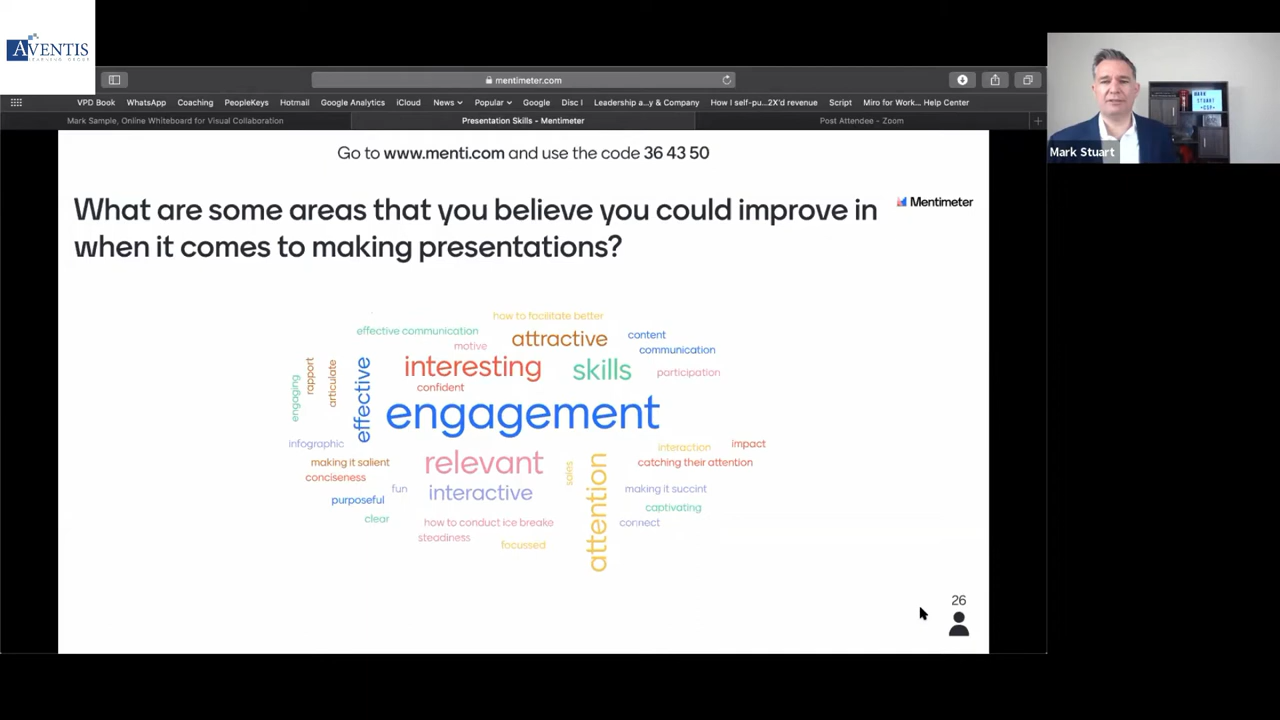 AVENTIS
LEARNING GROUP
mentimeter.com
VPD Book WhatsApp Coaching PeopleKeys Hotmail Google Analytics iCloud News Popular Google Disc I Leadership a...y & Company How I self-pu...2X'd revenue Script Miro for Work... Help Center
Mark Sample, Online Whiteboard for Visual Collaboration Presentation Skills - Mentimeter Post Attendee - Zoom
MARK
STUART
-CSP-
Mark Stuart
Go to www.menti.com and use the code 36 43 50
What are some areas that you believe you could improve in
when it comes to making presentations?
Mentimeter
how to facilitate better
effective communication
attractive
content
motive
communication
interesting
skills
participation
confident
engaging
rapport
articulate
effective
engagement
infographic
interaction
impact
making it salient
relevant
catching their attention
conciseness
sales
attention
fun
interactive
making it succint
purposeful
captivating
clear
how to conduct ice breake
connect
steadiness
focussed
26